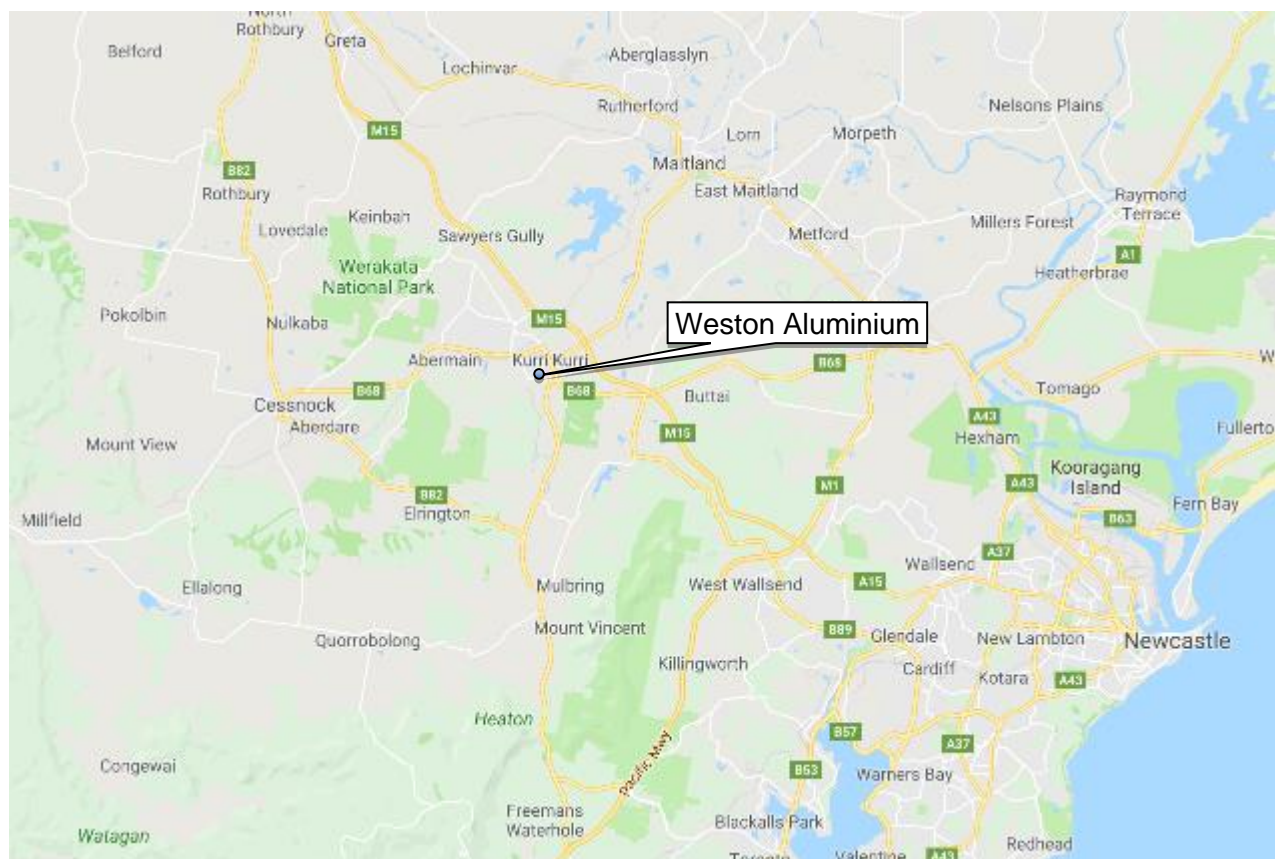 North
Rothbury
Belford
Greta
Lochinvar
Aberglasslyn
Rutherford
Nelsons Plains
M15
Lorn
Morpeth
Maitland
B82
Rothbury
East Maitland
Raymond
Terrace
Keinbah
Lovedale
Sawyers Gully
Metford
Millers Forest
A1
Werakata
National Park
Heatherbrae
Pokolbin
Nulkaba
M15
Weston Aluminium
Abermain
Kurri Kurri
B68
W
B68
B68
Buttai
Tomago
Cessnock
Aberdare
A43
Fullerto
Mount View
M15
Hexham
Kooragang
Island
M1
A43
B82
Elrington
Fern Bay
Millfield
B63
A37
Wallsend
Ellalong
Mulbring
West Wallsend
A15
Mount Vincent
B89
Glendale
New Lambton
Newcastle
Quorrobolong
Killingworth
Cardiff
Kotara
A43
Heaton
Pacific Mwy
B57
A37
Congewai
B53
Warners Bay
Freemans
Waterhole
Blackalls Park
Watagan
Toronto
Valentine
A43
Redhead